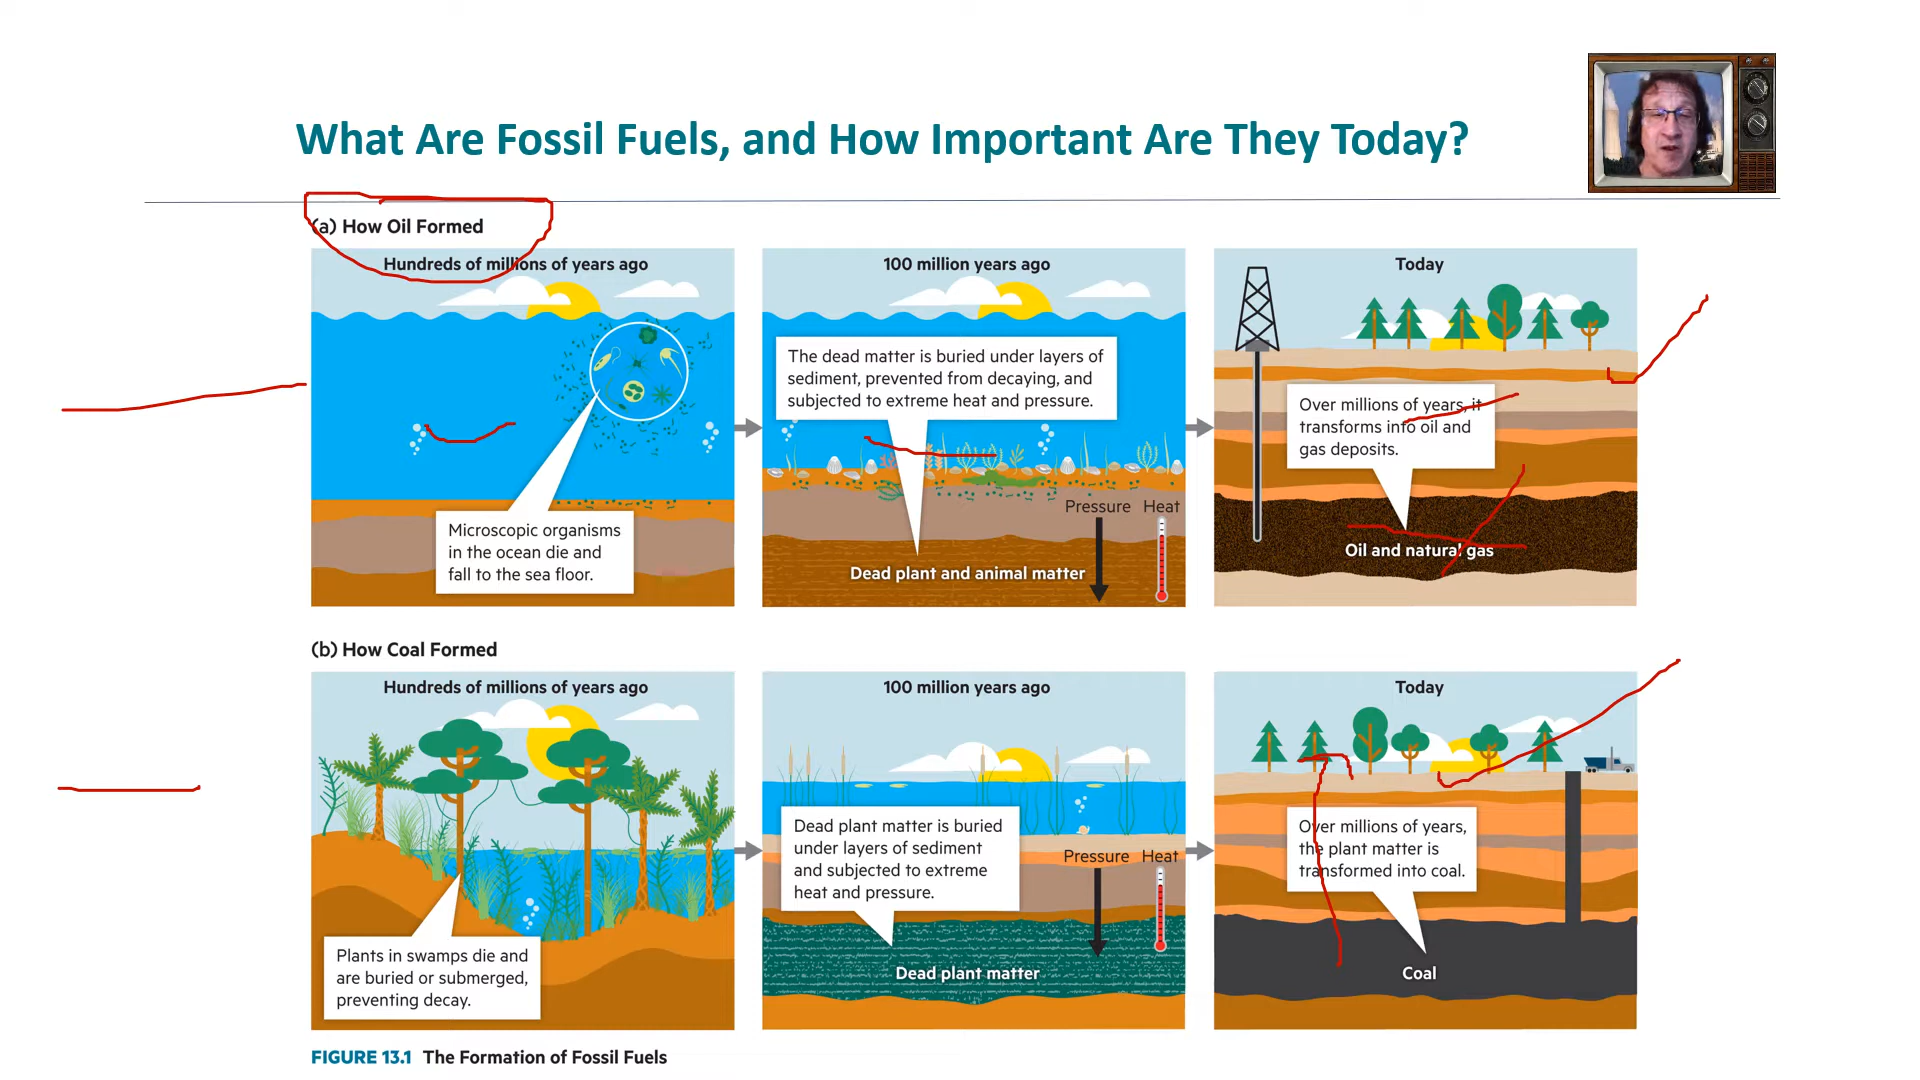 What Are Fossil Fuels, and How Important Are They Today?
(a) How Oil Formed
Hundreds of millions of years ago
Microscopic organisms
in the ocean die and
fall to the sea floor.
100 million years ago
The dead matter is buried under layers of
sediment, prevented from decaying, and
subjected to extreme heat and pressure.
Pressure
Heat
Dead plant and animal matter
Today
Over millions of years, it
transforms into oil and
gas deposits.
Oil and natural gas
(b) How Coal Formed
Hundreds of millions of years ago
Plants in swamps die and
are buried or submerged,
preventing decay.
100 million years ago
Dead plant matter is buried
under layers of sediment
and subjected to extreme
heat and pressure.
Pressure
Heat
Dead plant matter
Today
Over millions of years,
the plant matter is
transformed into coal.
Coal
FIGURE 13.1 The Formation of Fossil Fuels